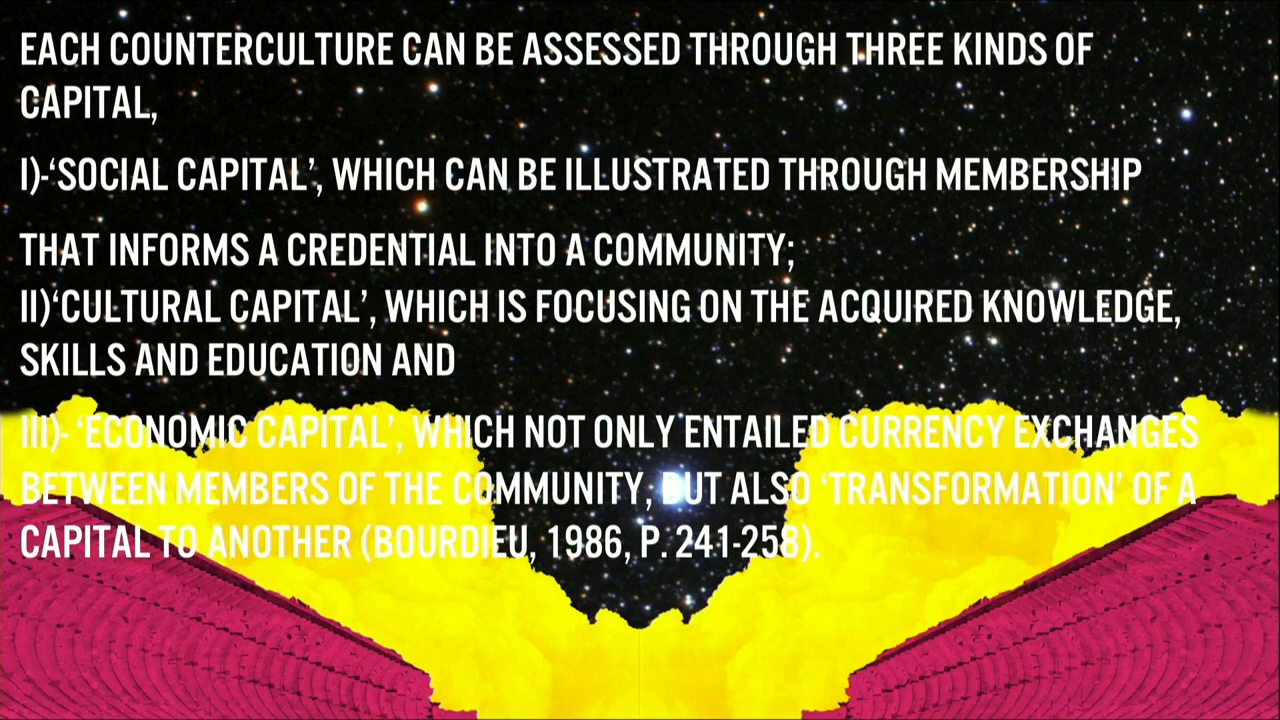 EACH COUNTERCULTURE CAN BE ASSESSED THROUGH THREE KINDS OF
CAPITAL,
I)-‘SOCIAL CAPITAL’, WHICH CAN BE ILLUSTRATED THROUGH MEMBERSHIP
THAT INFORMS A CREDENTIAL INTO A COMMUNITY;
II)‘CULTURAL CAPITAL’, WHICH IS FOCUSING ON THE ACQUIRED KNOWLEDGE,
SKILLS AND EDUCATION AND
III)- ‘ECONOMIC CAPITAL’, WHICH NOT ONLY ENTAILED CURRENCY EXCHANGES
BETWEEN MEMBERS OF THE COMMUNITY, BUT ALSO ‘TRANSFORMATION’ OF A
CAPITAL TO ANOTHER (BOURDIEU, 1986, P. 241-258).